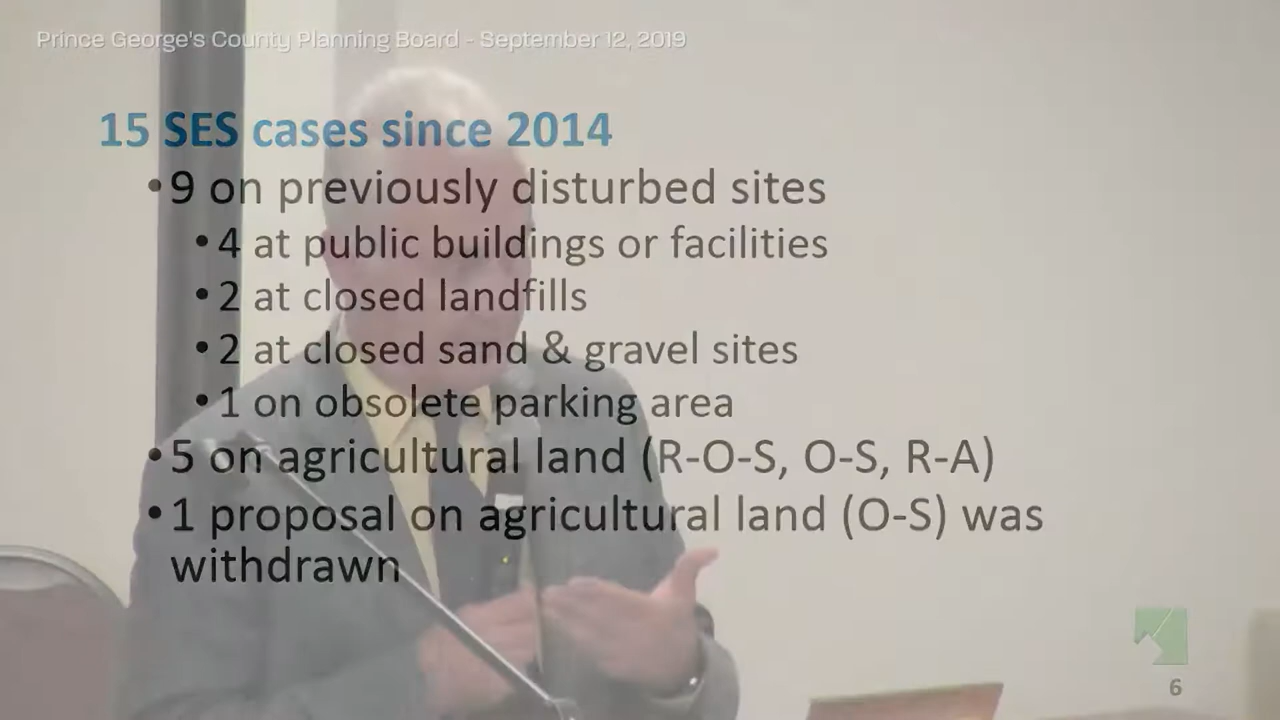 Prince George's County Planning Board - September 12, 2019
15 SES cases since 2014
•9 on previously disturbed sites
•4 at public buildings or facilities
•2 at closed landfills
•2 at closed sand & gravel sites
•1 on obsolete parking area
•5 on agricultural land (R-O-S, O-S, R-A)
•1 proposal on agricultural land (O-S) was
withdrawn
6